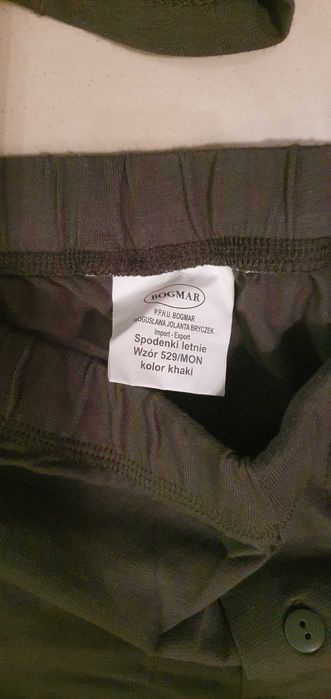 BOGMAR
P.P.H.U. BOGMAR
BOGUSŁAWA JOLANTA BRYCZEK
Import - Export
Spodenki letnie
Wzór 529/MON
kolor khaki